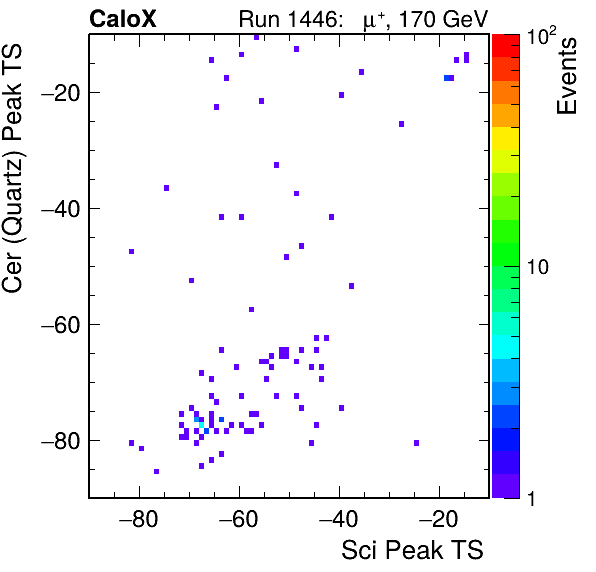 CaloX Run 1446: μ⁺, 170 GeV
Cer (Quartz) Peak TS
−20
−40
−60
−80
−80 −60 −40 −20
Sci Peak TS
10²
10
1
Events